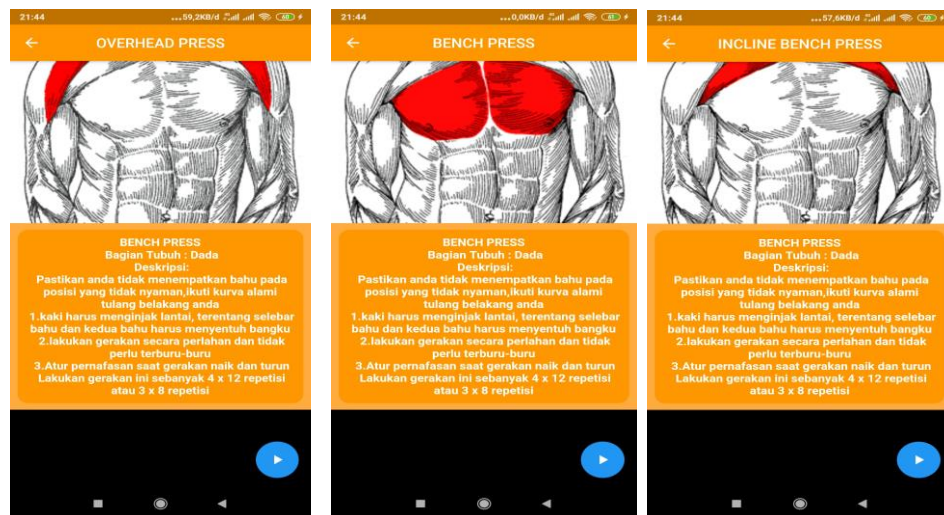 21:44
...59,2KB/d
60
OVERHEAD PRESS
BENCH PRESS
Bagian Tubuh : Dada
Deskripsi:
Pastikan anda tidak menempatkan bahu pada
posisi yang tidak nyaman,ikuti kurva alami
tulang belakang anda
1.kaki harus menginjak lantai, terentang selebar
bahu dan kedua bahu harus menyentuh bangku
2.lakukan gerakan secara perlahan dan tidak
perlu terburu-buru
3.Atur pernafasan saat gerakan naik dan turun
Lakukan gerakan ini sebanyak 4 x 12 repetisi
atau 3 x 8 repetisi
21:44
...0,0KB/d
61
BENCH PRESS
BENCH PRESS
Bagian Tubuh : Dada
Deskripsi:
Pastikan anda tidak menempatkan bahu pada
posisi yang tidak nyaman,ikuti kurva alami
tulang belakang anda
1.kaki harus menginjak lantai, terentang selebar
bahu dan kedua bahu harus menyentuh bangku
2.lakukan gerakan secara perlahan dan tidak
perlu terburu-buru
3.Atur pernafasan saat gerakan naik dan turun
Lakukan gerakan ini sebanyak 4 x 12 repetisi
atau 3 x 8 repetisi
21:44
...57,6KB/d
60
INCLINE BENCH PRESS
BENCH PRESS
Bagian Tubuh : Dada
Deskripsi:
Pastikan anda tidak menempatkan bahu pada
posisi yang tidak nyaman,ikuti kurva alami
tulang belakang anda
1.kaki harus menginjak lantai, terentang selebar
bahu dan kedua bahu harus menyentuh bangku
2.lakukan gerakan secara perlahan dan tidak
perlu terburu-buru
3.Atur pernafasan saat gerakan naik dan turun
Lakukan gerakan ini sebanyak 4 x 12 repetisi
atau 3 x 8 repetisi